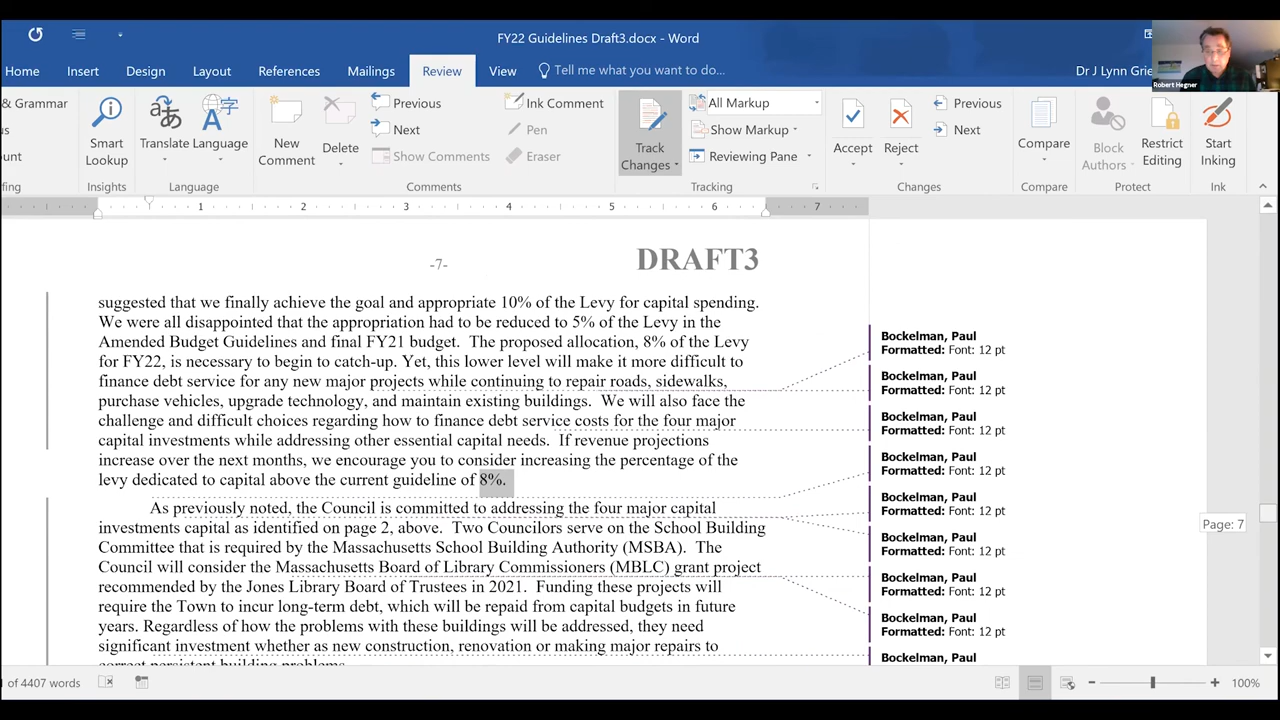 FY22 Guidelines Draft3.docx - Word
Robert Hegner
Home Insert Design Layout References Mailings Review View Tell me what you want to do... Dr J Lynn Grie
& Grammar
Smart Lookup
Insights
Translate Language
Language
New Comment
Delete
Previous
Next
Show Comments
Ink Comment
Pen
Eraser
Comments
Track Changes
All Markup
Show Markup
Reviewing Pane
Tracking
Accept
Reject
Previous
Next
Changes
Compare
Compare
Block Authors
Restrict Editing
Protect
Start Inking
Ink
1 2 3 4 5 6 7
-7- DRAFT3
suggested that we finally achieve the goal and appropriate 10% of the Levy for capital spending.
We were all disappointed that the appropriation had to be reduced to 5% of the Levy in the
Amended Budget Guidelines and final FY21 budget. The proposed allocation, 8% of the Levy
for FY22, is necessary to begin to catch-up. Yet, this lower level will make it more difficult to
finance debt service for any new major projects while continuing to repair roads, sidewalks,
purchase vehicles, upgrade technology, and maintain existing buildings. We will also face the
challenge and difficult choices regarding how to finance debt service costs for the four major
capital investments while addressing other essential capital needs. If revenue projections
increase over the next months, we encourage you to consider increasing the percentage of the
levy dedicated to capital above the current guideline of 8%.
As previously noted, the Council is committed to addressing the four major capital
investments capital as identified on page 2, above. Two Councilors serve on the School Building
Committee that is required by the Massachusetts School Building Authority (MSBA). The
Council will consider the Massachusetts Board of Library Commissioners (MBLC) grant project
recommended by the Jones Library Board of Trustees in 2021. Funding these projects will
require the Town to incur long-term debt, which will be repaid from capital budgets in future
years. Regardless of how the problems with these buildings will be addressed, they need
significant investment whether as new construction, renovation or making major repairs to
correct persistent building problems.
Bockelman, Paul
Formatted: Font: 12 pt
Bockelman, Paul
Formatted: Font: 12 pt
Bockelman, Paul
Formatted: Font: 12 pt
Bockelman, Paul
Formatted: Font: 12 pt
Bockelman, Paul
Formatted: Font: 12 pt
Bockelman, Paul
Formatted: Font: 12 pt
Bockelman, Paul
Formatted: Font: 12 pt
Bockelman, Paul
Formatted: Font: 12 pt
Bockelman, Paul
Page: 7
of 4407 words
100%